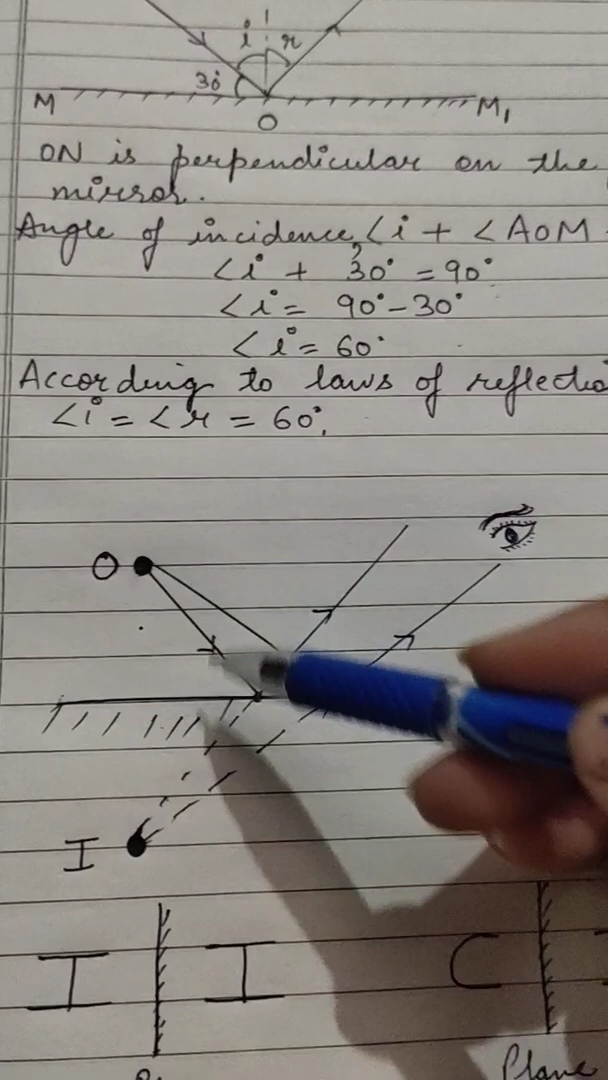 i r
30°
M M₁
O
ON is perpendicular on the
mirror.
Angle of incidence, ∠i + ∠AOM
∠i + 30° = 90°
∠i = 90° - 30°
∠i = 60°
According to laws of
∠i = ∠r = 60°.
O
I
I I C
Plane